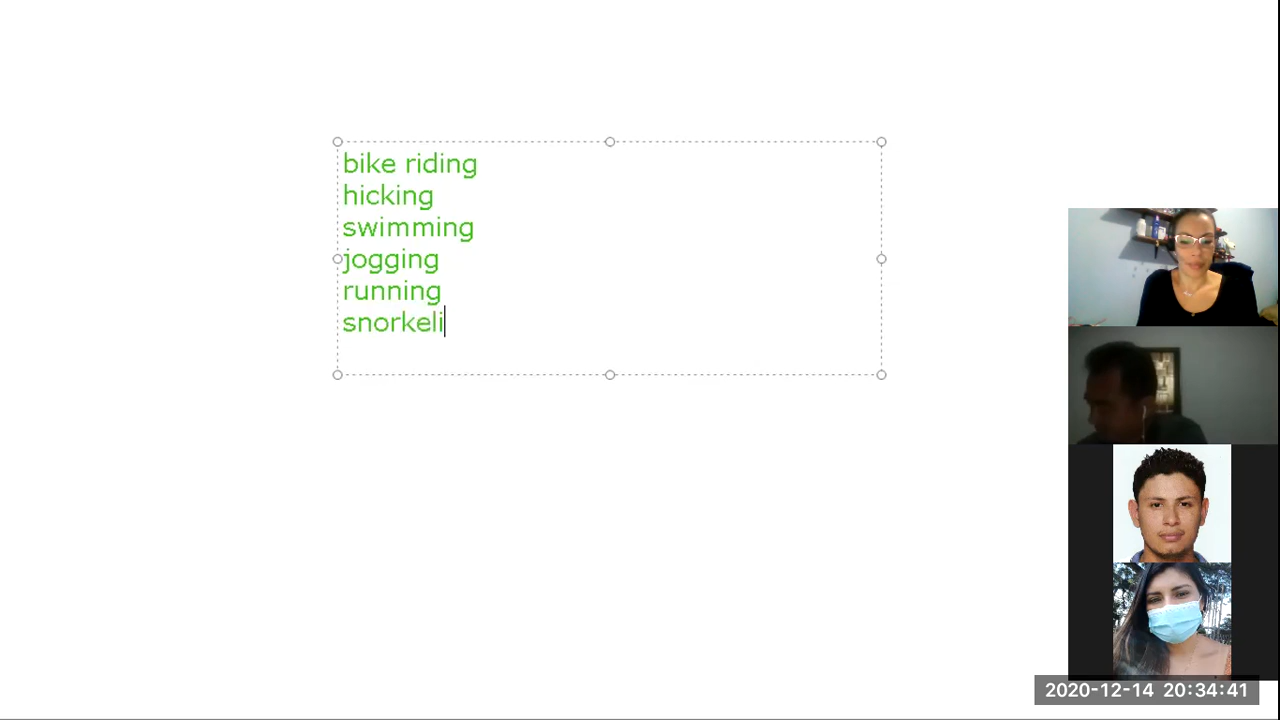 bike riding
hicking
swimming
jogging
running
snorkeli
2020-12-14 20:34:41